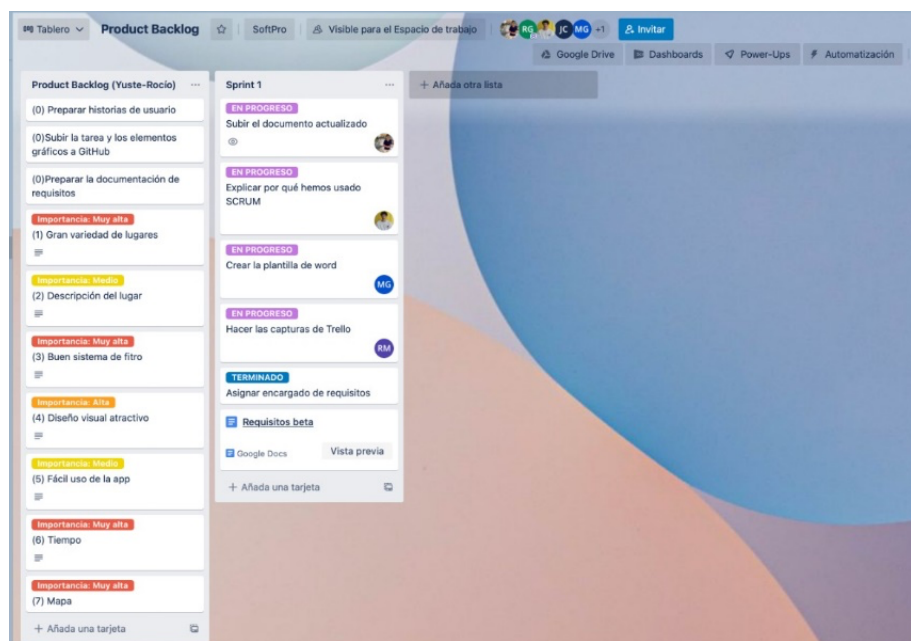 Tablero
Product Backlog
SoftPro
Visible para el Espacio de trabajo
RG
JC
MG
+1
Invitar
Google Drive
Dashboards
Power-Ups
Automatización
Product Backlog (Yuste-Rocio)
(0) Preparar historias de usuario
(0)Subir la tarea y los elementos
gráficos a GitHub
(0)Preparar la documentación de
requisitos
Importancia: Muy alta
(1) Gran variedad de lugares
Importancia: Medio
(2) Descripción del lugar
Importancia: Muy alta
(3) Buen sistema de fitro
Importancia: Alta
(4) Diseño visual atractivo
Importancia: Medio
(5) Fácil uso de la app
Importancia: Muy alta
(6) Tiempo
Importancia: Muy alta
(7) Mapa
+ Añada una tarjeta
Sprint 1
EN PROGRESO
Subir el documento actualizado
EN PROGRESO
Explicar por qué hemos usado
SCRUM
EN PROGRESO
Crear la plantilla de word
MG
EN PROGRESO
Hacer las capturas de Trello
RM
TERMINADO
Asignar encargado de requisitos
Requisitos beta
Google Docs
Vista previa
+ Añada una tarjeta
+ Añada otra lista